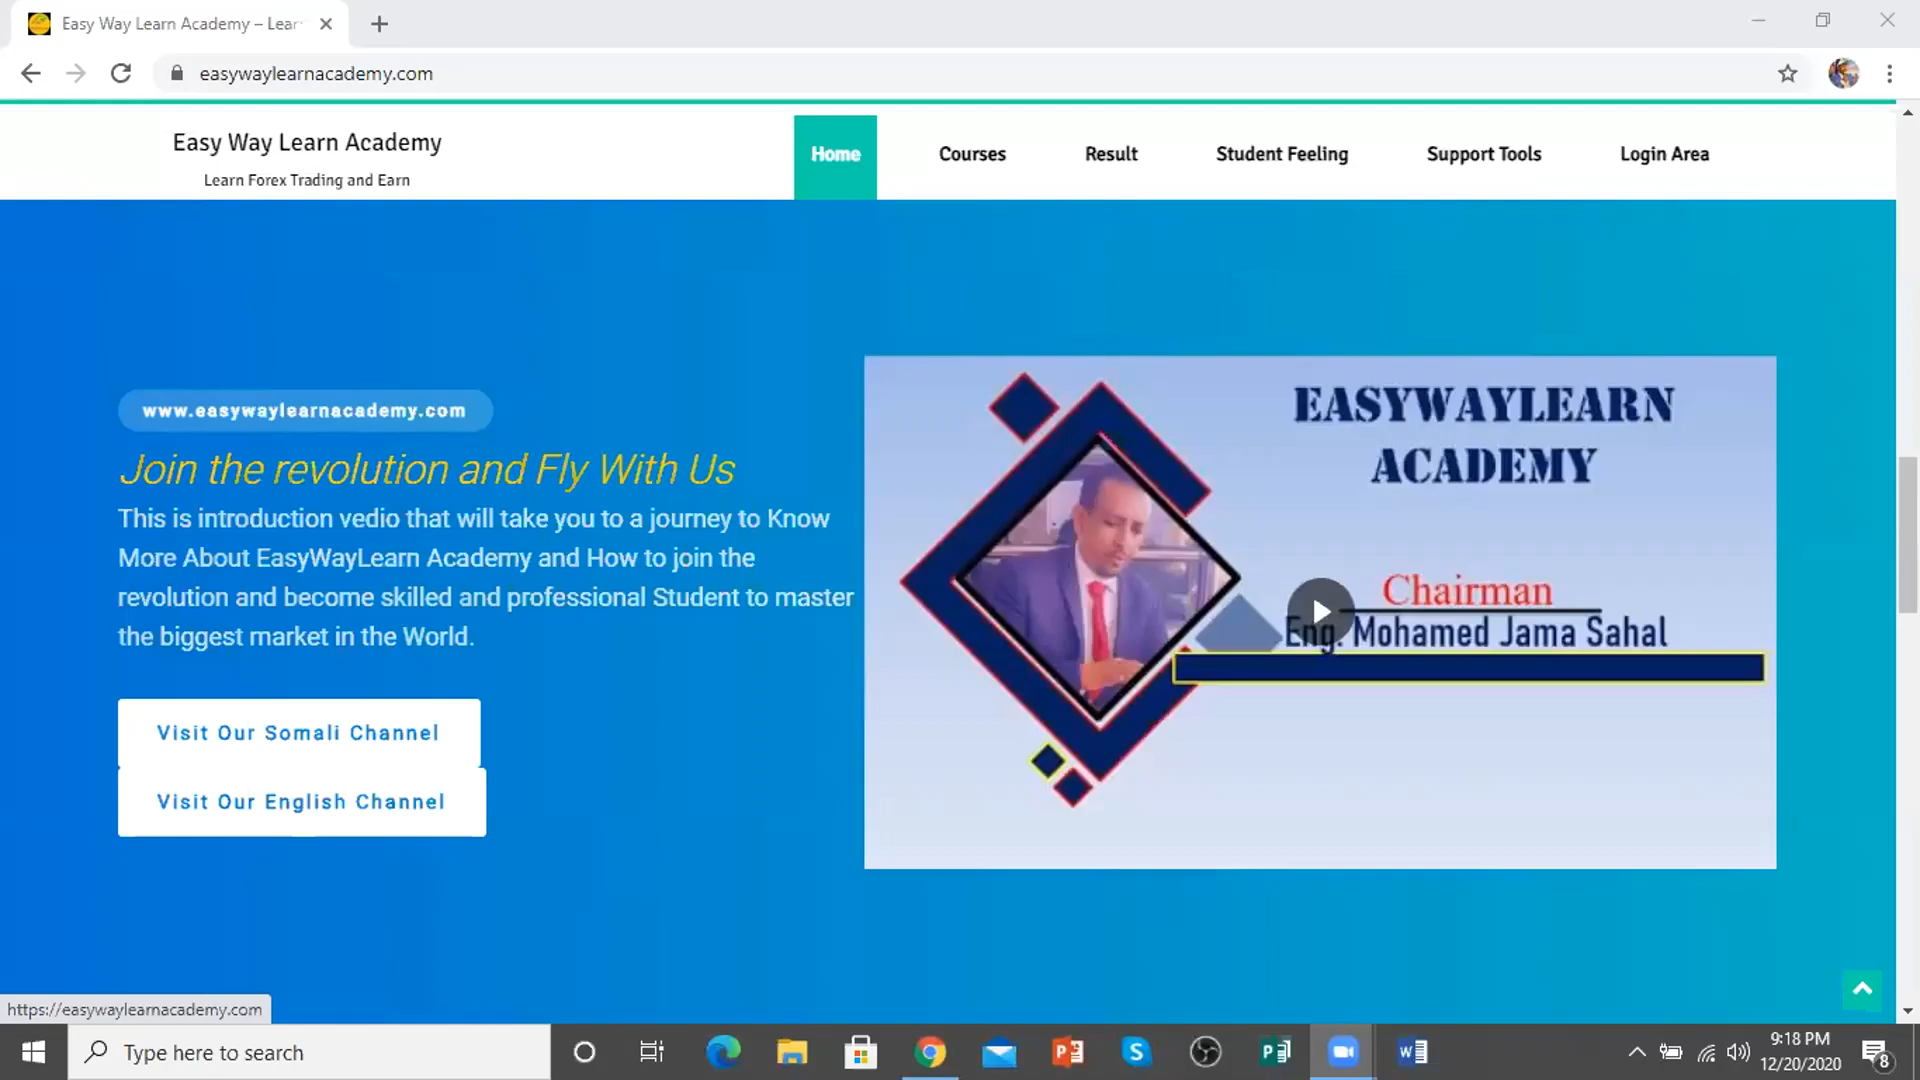 Easy Way Learn Academy – Lear
easywaylearnacademy.com
Easy Way Learn Academy
Learn Forex Trading and Earn
Home Courses Result Student Feeling Support Tools Login Area
www.easywaylearnacademy.com
Join the revolution and Fly With Us
This is introduction vedio that will take you to a journey to Know
More About EasyWayLearn Academy and How to join the
revolution and become skilled and professional Student to master
the biggest market in the World.
Visit Our Somali Channel
Visit Our English Channel
EASYWAYLEARN
ACADEMY
Chairman
Eng. Mohamed Jama Sahal
https://easywaylearnacademy.com
Type here to search
9:18 PM
12/20/2020
8